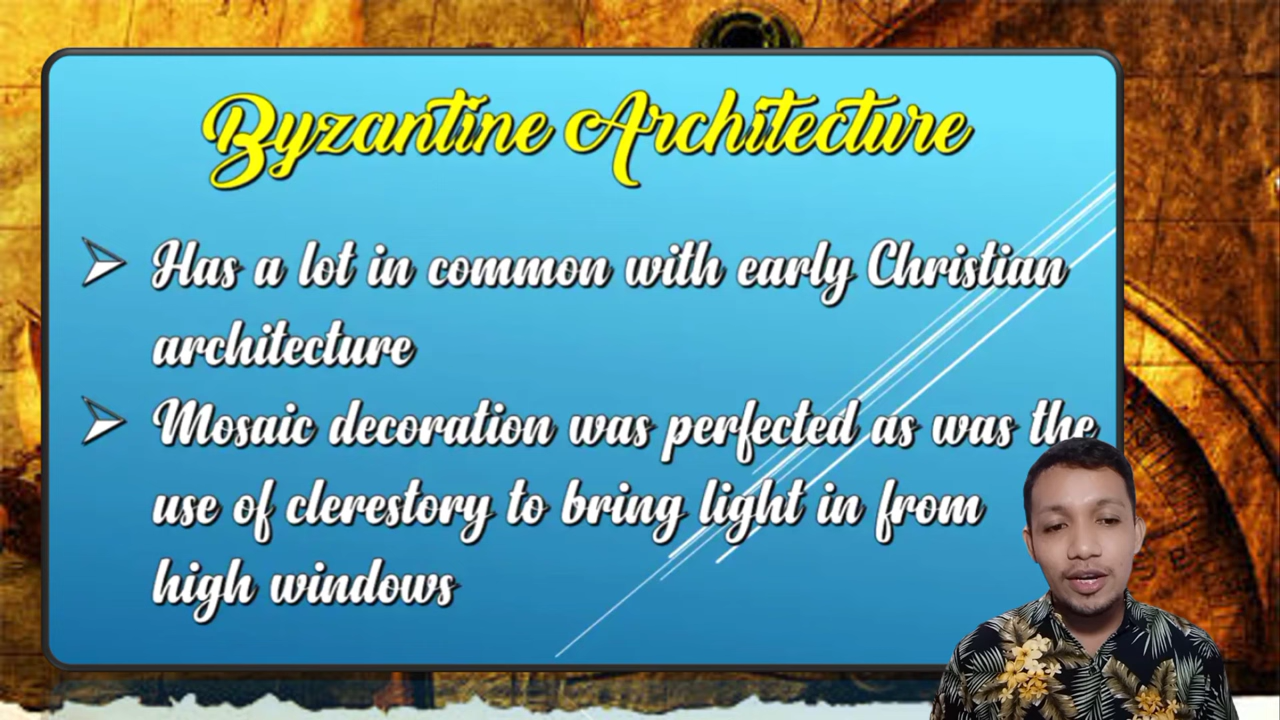 Byzantine Architecture
Has a lot in common with early Christian
architecture
Mosaic decoration was perfected as was the
use of clerestory to bring light in from
high windows